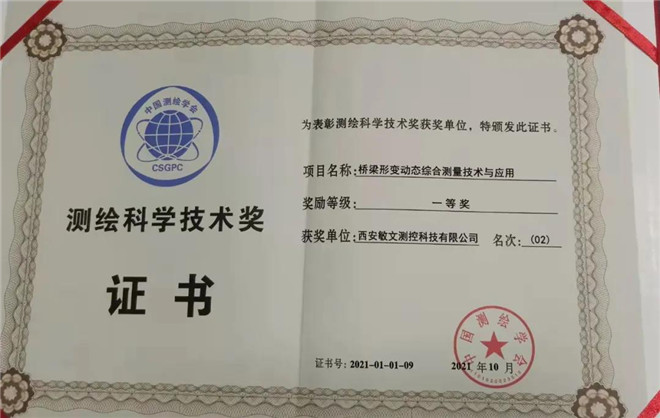 中国测绘学会
CSGPC
测绘科学技术奖
证书
为表彰测绘科学技术奖获奖单位，特颁发此证书。
项目名称:桥梁形变动态综合测量技术与应用
奖励等级:一等奖
获奖单位:西安敏文测控科技有限公司 名次:(02)
中国测绘学会
证书号:2021-01-01-09
2021 年10 月